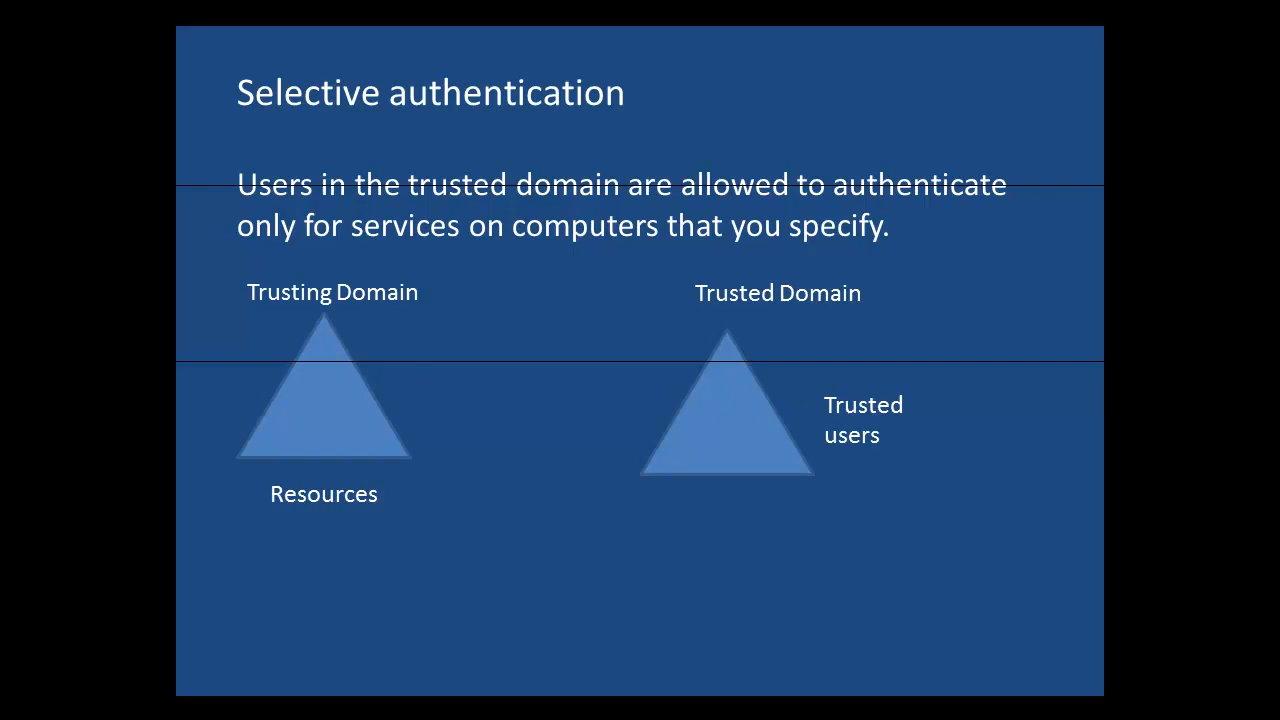 Selective authentication
Users in the trusted domain are allowed to authenticate
only for services on computers that you specify.
Trusting Domain
Trusted Domain
Trusted
users
Resources